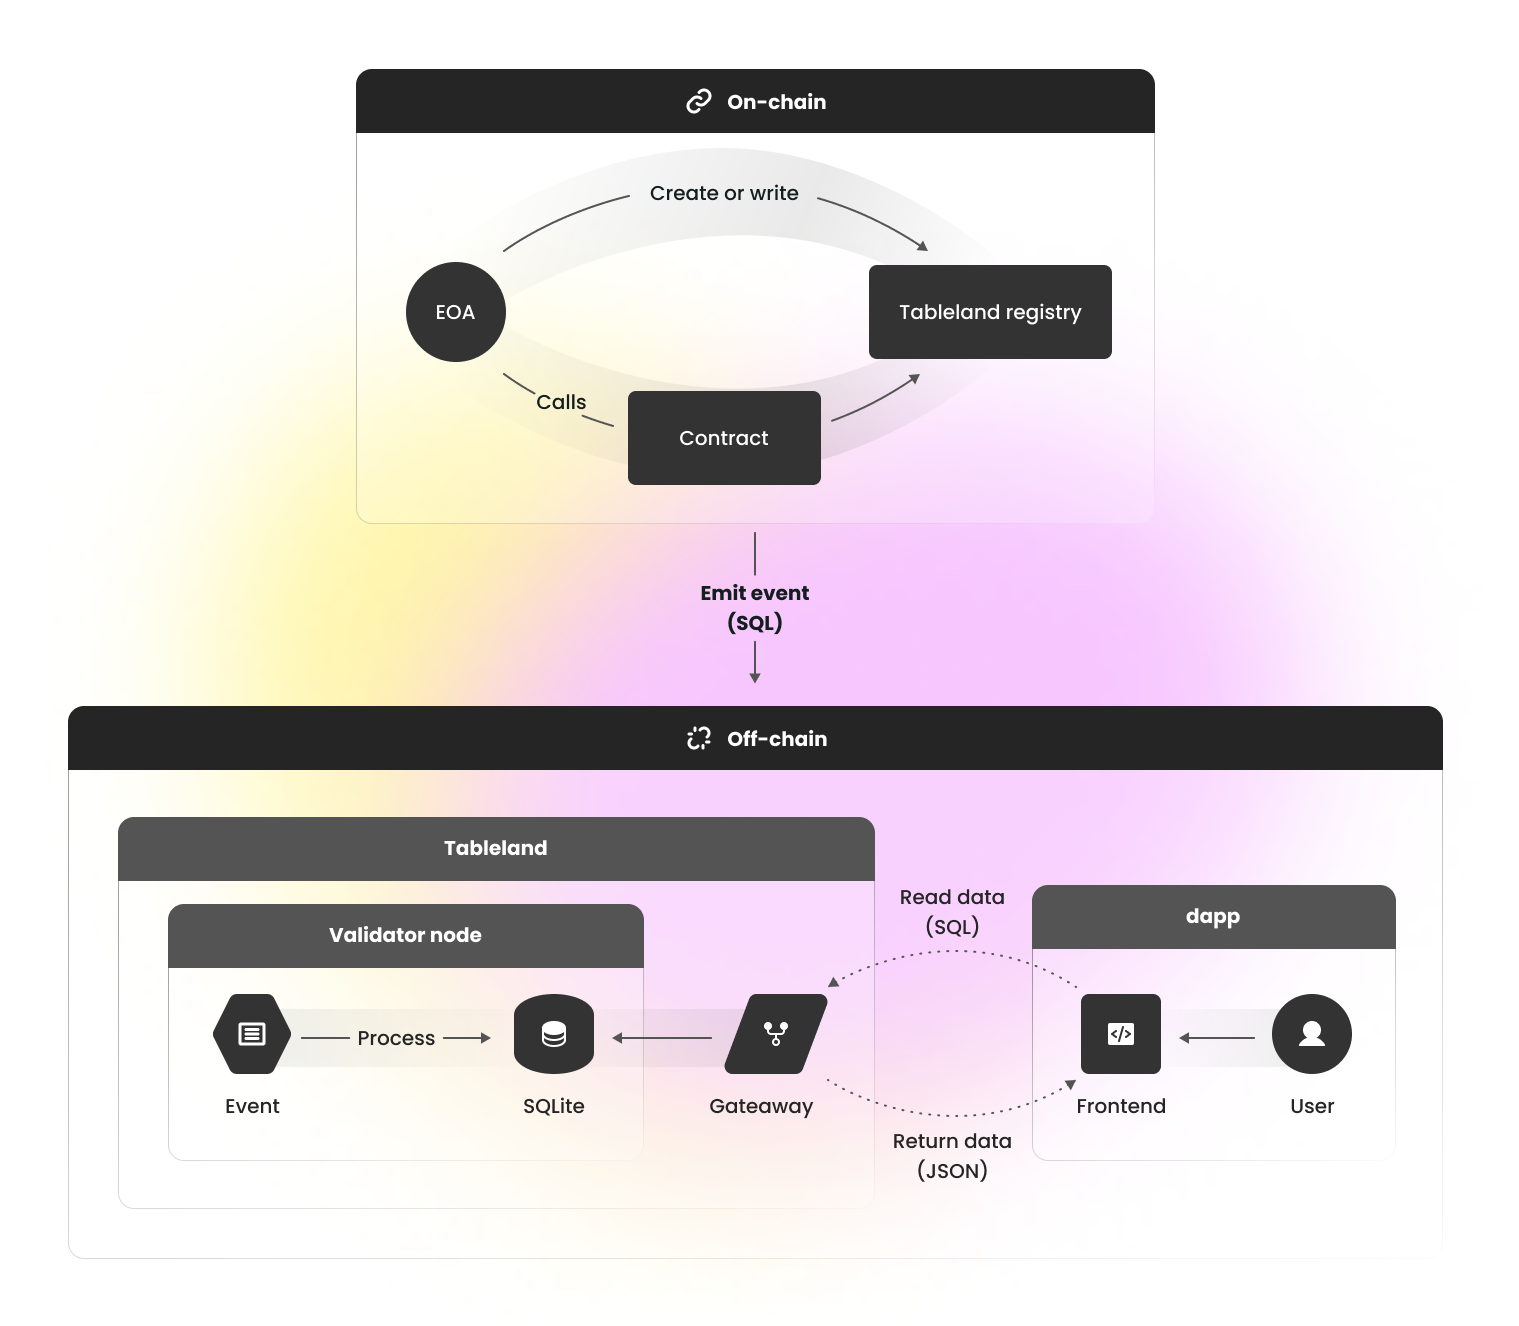 On-chain
Create or write
EOA
Tableland registry
Calls
Contract
Emit event
(SQL)
Off-chain
Tableland
Validator node
Read data
(SQL)
dapp
Process
Event
SQLite
Gateaway
Frontend
User
Return data
(JSON)